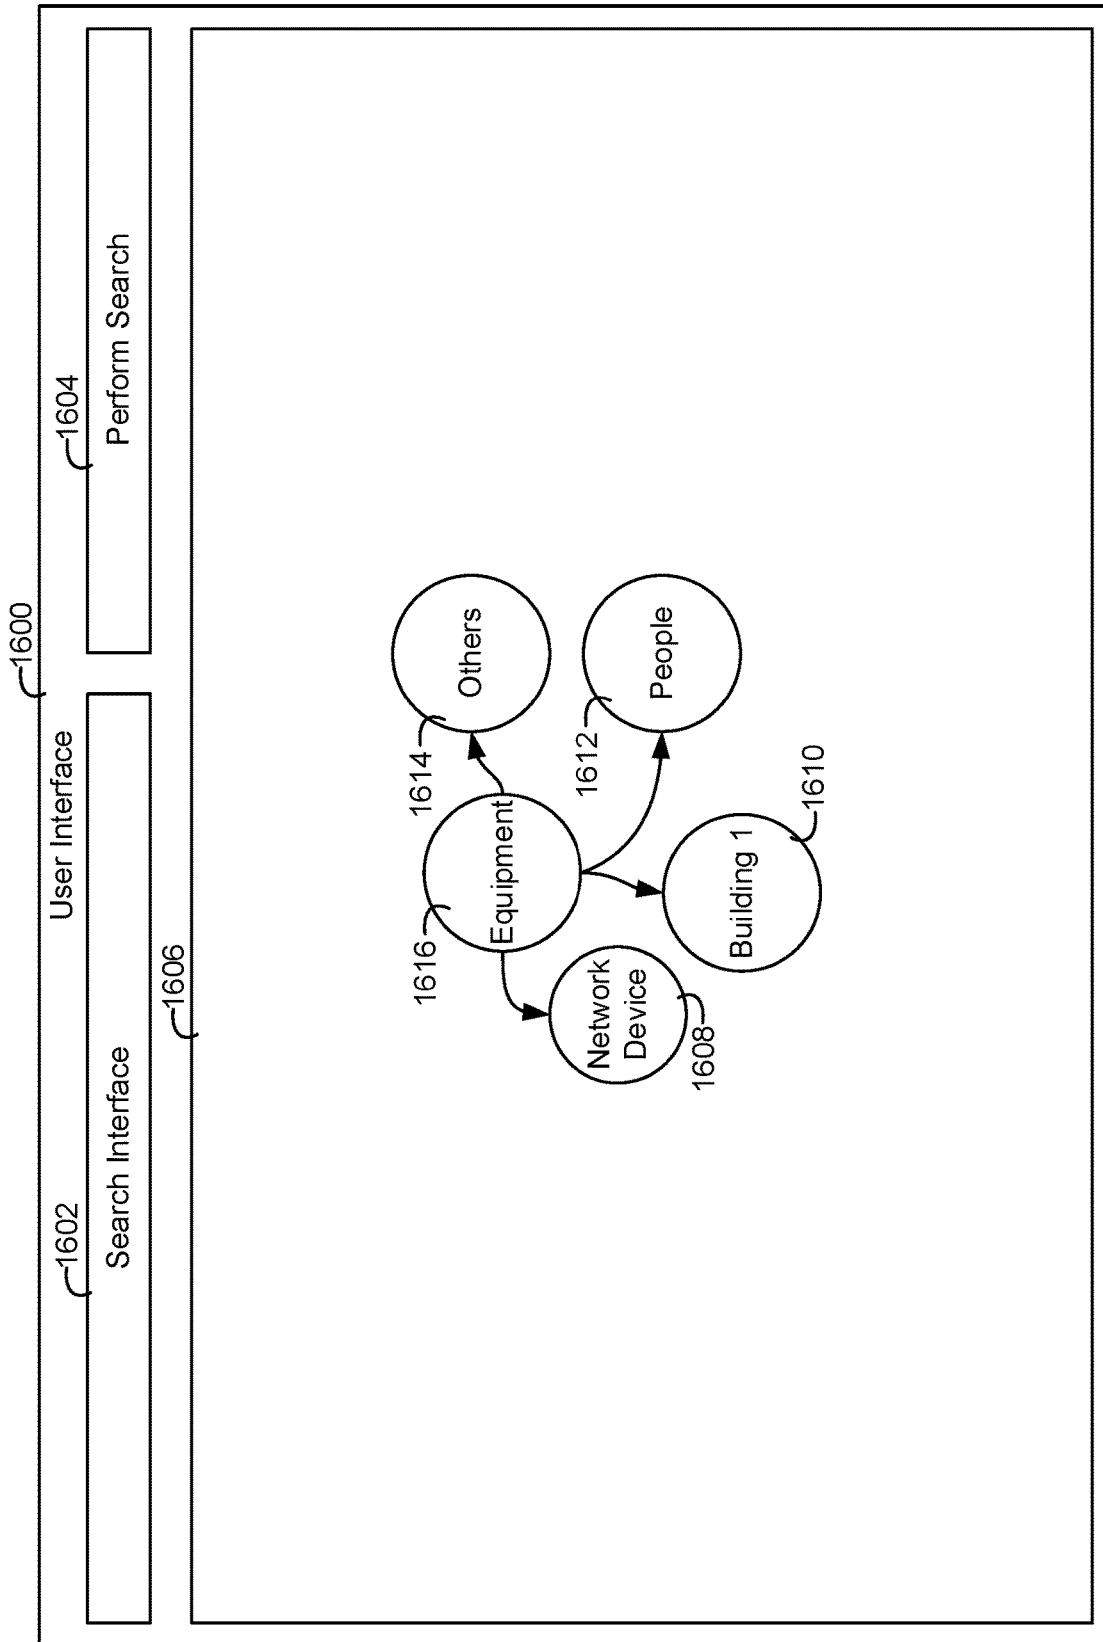 1600
User Interface
1602
1604
Search Interface
Perform Search
1606
1616
Equipment
1614
Others
Network
Device
1608
1612
People
Building 1
1610